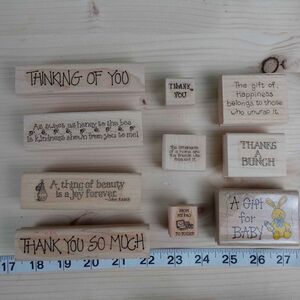 THINKING OF YOU
As sweet as honey to the bee
is kindness shown from you to me!
A thing of beauty
is a joy forever
THANK YOU SO MUCH
THANK
YOU
FROM
The gift of
Happiness
belongs to those
who unwrap it.
THANKS
A
BUNCH
A Gift
for
BABY
17 18 19 20 21 22 23 24 25 26 27